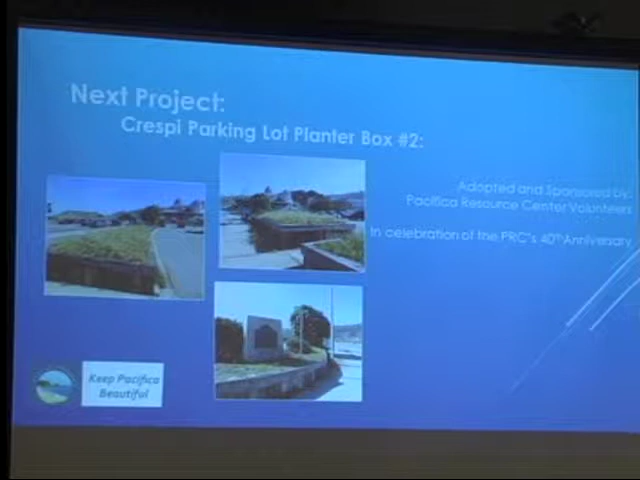 Next Project:
Crespi Parking Lot Planter Box #2:
Adopted and Sponsored by:
Pacifica Resource Center Volunteers
In celebration of the PRC's 40th Anniversary
Keep Pacifica
Beautiful